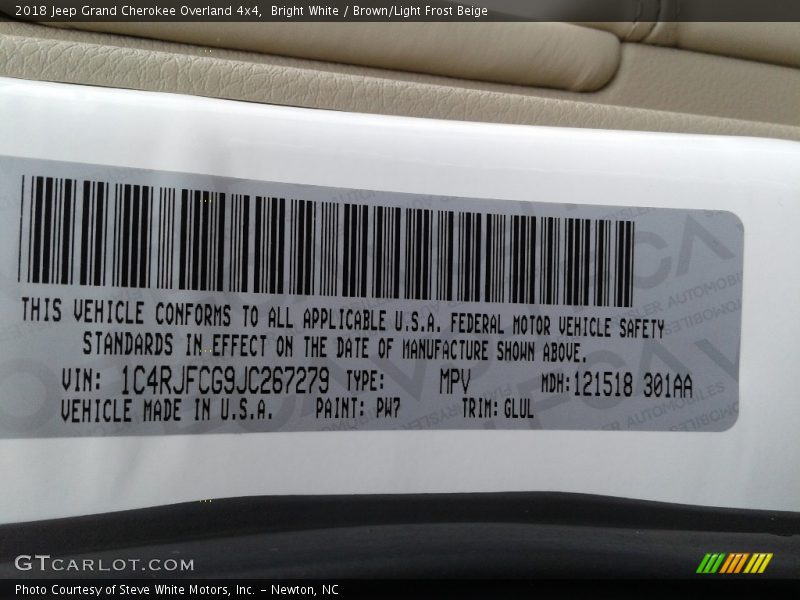 2018 Jeep Grand Cherokee Overland 4x4,  Bright White / Brown/Light Frost Beige
THIS VEHICLE CONFORMS TO ALL APPLICABLE U.S.A. FEDERAL MOTOR VEHICLE SAFETY
STANDARDS IN EFFECT ON THE DATE OF MANUFACTURE SHOWN ABOVE.
VIN: 1C4RJFCG9JC267279 TYPE: MPV MDH:121518 301AA
VEHICLE MADE IN U.S.A. PAINT: PW7 TRIM: GLUL
GTCARLOT.COM
Photo Courtesy of Steve White Motors, Inc. – Newton, NC